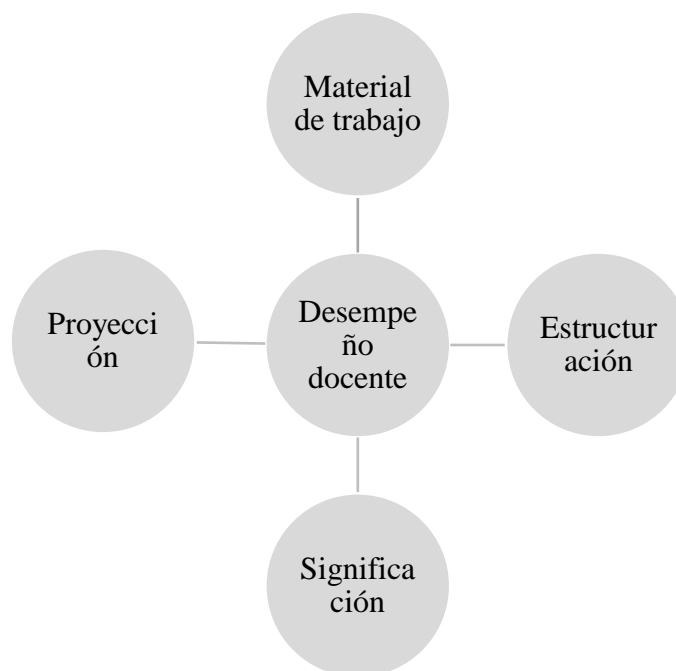 Material
de trabajo
Proyecci
ón
Desempe
ño
docente
Estructur
ación
Significa
ción